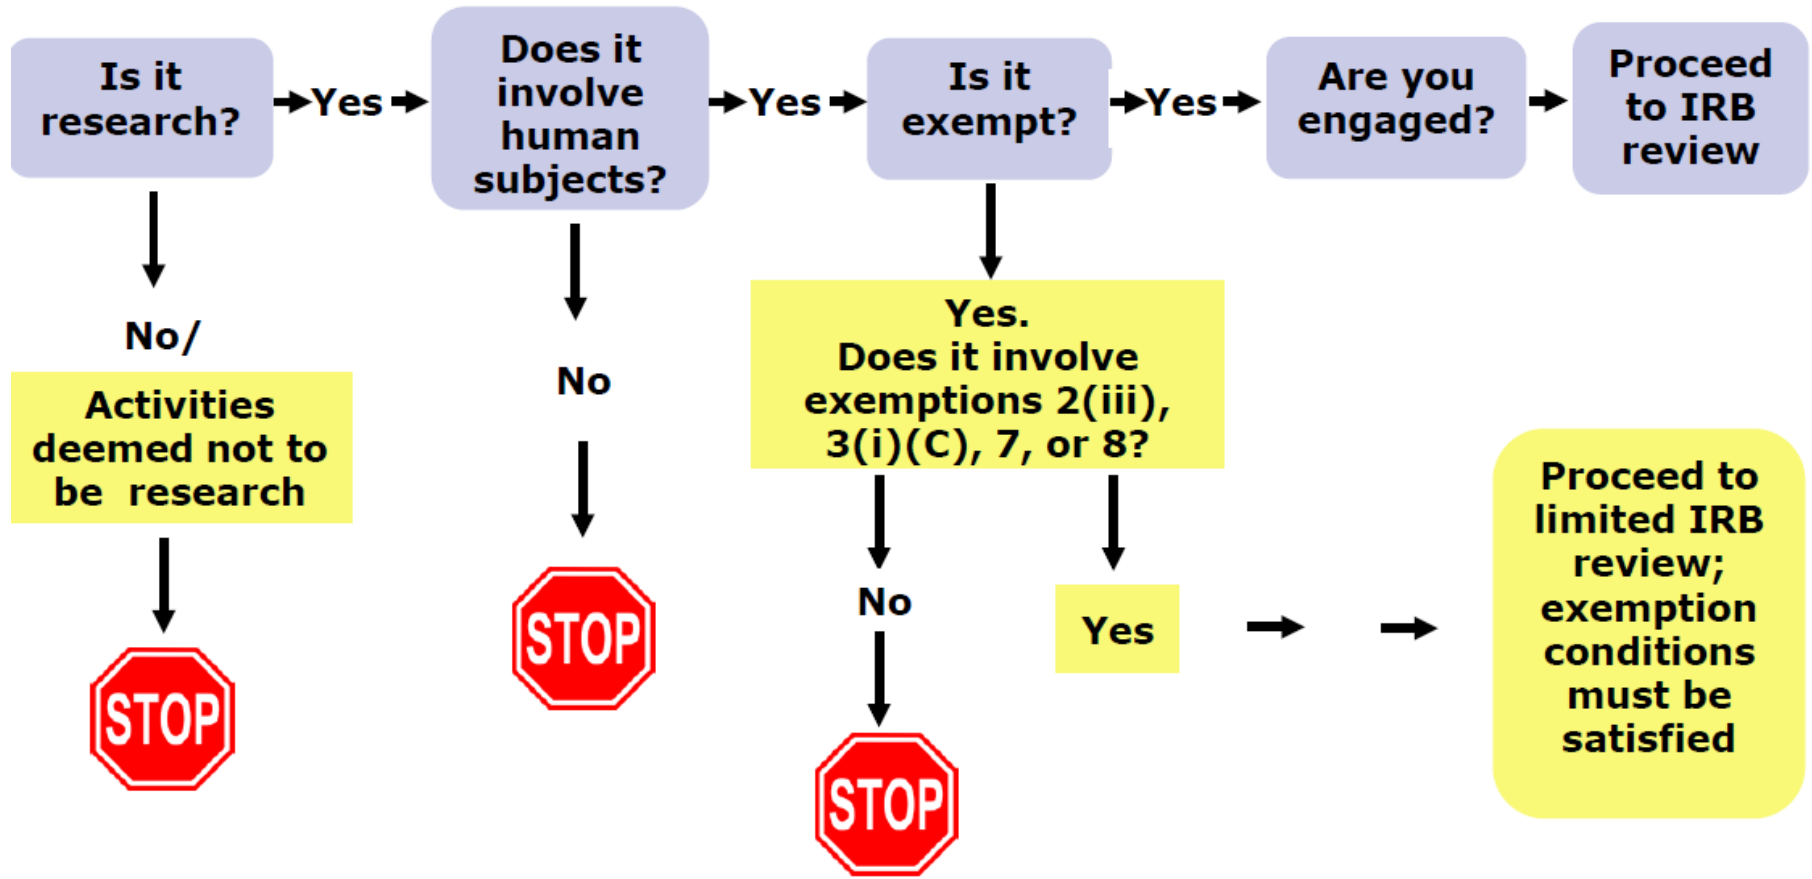 Is it
research?
Yes
Does it
involve
human
subjects?
Yes
Is it
exempt?
Yes
Are you
engaged?
Proceed
to IRB
review
No/
Activities
deemed not to
be research
STOP
No
STOP
Yes.
Does it involve
exemptions 2(iii),
3(i)(C), 7, or 8?
No
STOP
Yes
Proceed to
limited IRB
review;
exemption
conditions
must be
satisfied